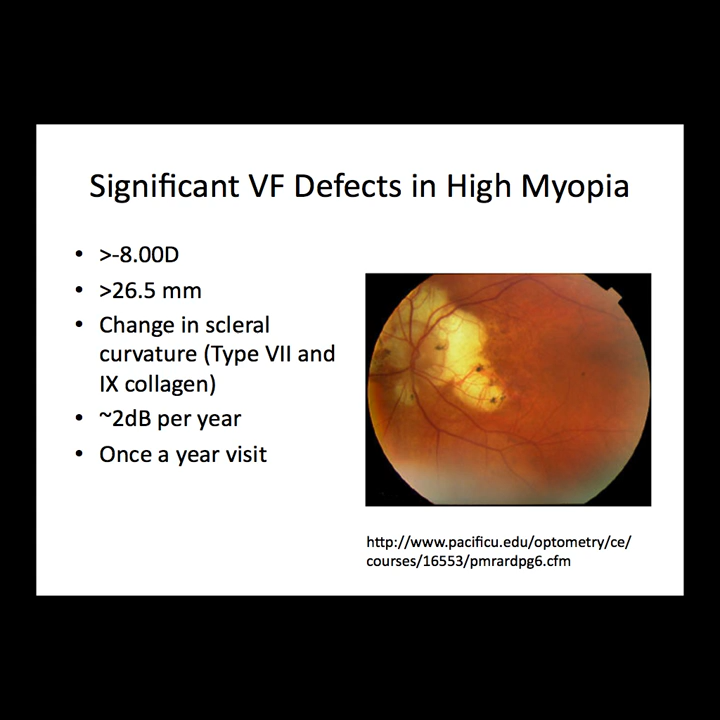 Significant VF Defects in High Myopia
• >-8.00D
• >26.5 mm
• Change in scleral
curvature (Type VII and
IX collagen)
• ~2dB per year
• Once a year visit
http://www.pacificu.edu/optometry/ce/
courses/16553/pmrardpg6.cfm